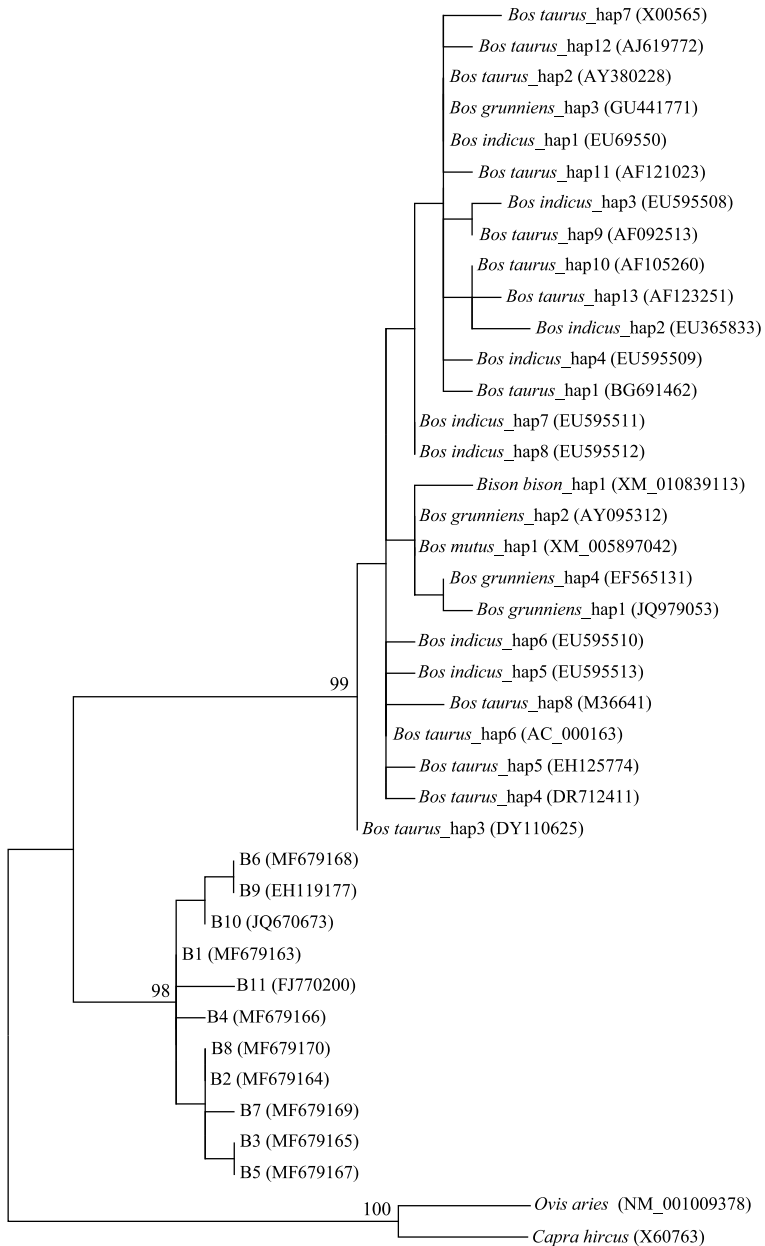 Bos taurus_hap7 (X00565)
Bos taurus_hap12 (AJ619772)
Bos taurus_hap2 (AY380228)
Bos grunniens_hap3 (GU441771)
Bos indicus_hap1 (EU69550)
Bos taurus_hap11 (AF121023)
Bos indicus_hap3 (EU595508)
Bos taurus_hap9 (AF092513)
Bos taurus_hap10 (AF105260)
Bos taurus_hap13 (AF123251)
Bos indicus_hap2 (EU365833)
Bos indicus_hap4 (EU595509)
Bos taurus_hap1 (BG691462)
Bos indicus_hap7 (EU595511)
Bos indicus_hap8 (EU595512)
Bison bison_hap1 (XM_010839113)
Bos grunniens_hap2 (AY095312)
Bos mutus_hap1 (XM_005897042)
Bos grunniens_hap4 (EF565131)
Bos grunniens_hap1 (JQ979053)
Bos indicus_hap6 (EU595510)
Bos indicus_hap5 (EU595513)
99
Bos taurus_hap8 (M36641)
Bos taurus_hap6 (AC_000163)
Bos taurus_hap5 (EH125774)
Bos taurus_hap4 (DR712411)
Bos taurus_hap3 (DY110625)
B6 (MF679168)
B9 (EH119177)
B10 (JQ670673)
B1 (MF679163)
98
B11 (FJ770200)
B4 (MF679166)
B8 (MF679170)
B2 (MF679164)
B7 (MF679169)
B3 (MF679165)
B5 (MF679167)
100
Ovis aries (NM_001009378)
Capra hircus (X60763)